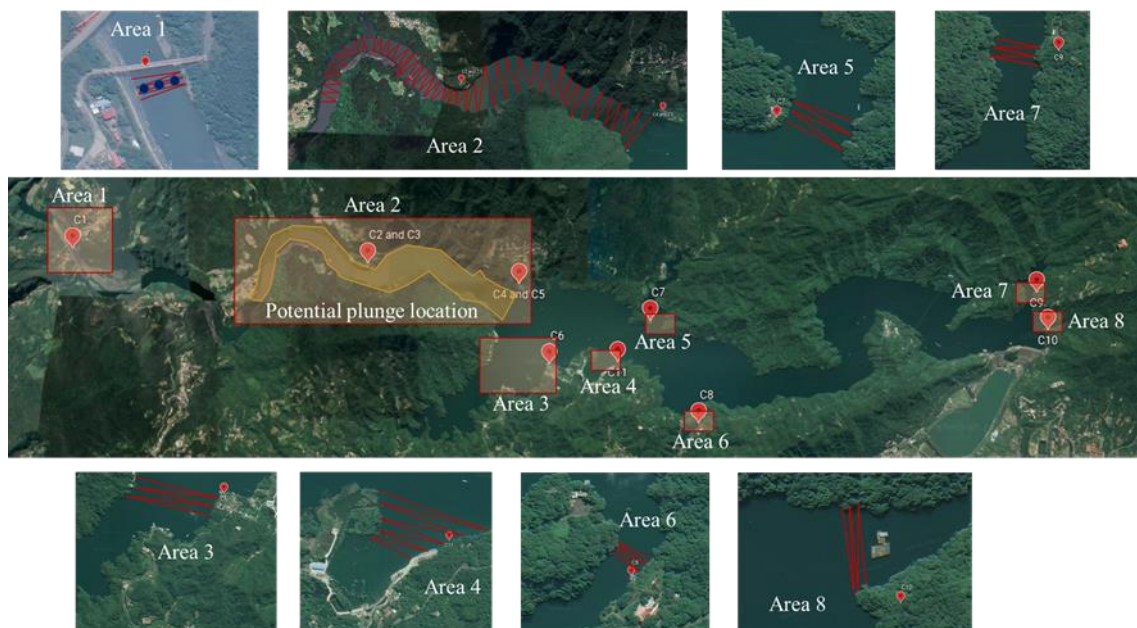 Area 1
Area 2
Area 5
Area 7
C9
Area 1
C1
Area 2
C2 and C3
C4 and C5
Potential plunge location
C6
Area 3
C7
Area 5
C11
Area 4
C8
Area 6
Area 7
C9
Area 8
C10
Area 3
Area 4
C11
Area 6
Area 8